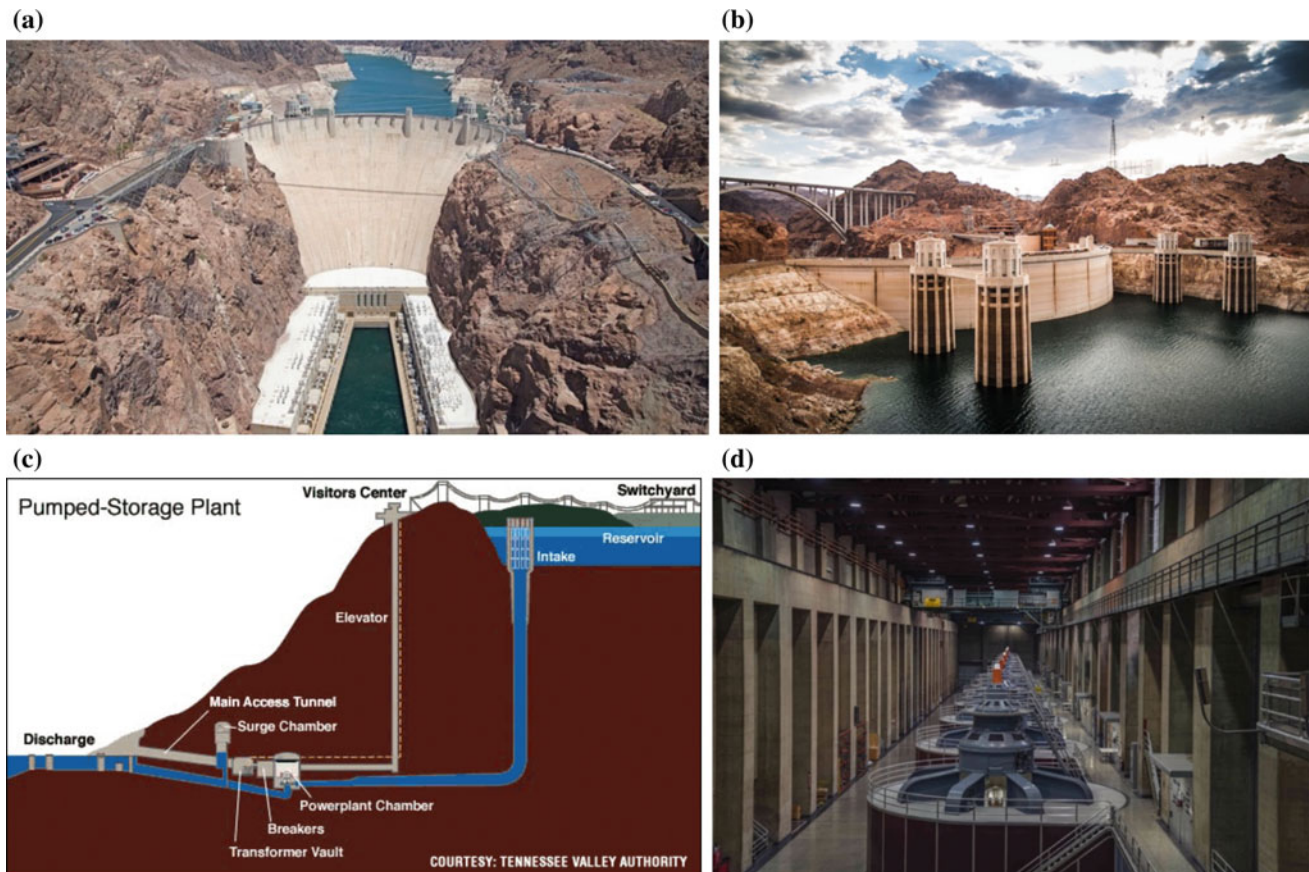 (a)
(b)
(c)
(d)
Pumped-Storage Plant
Visitors Center
Switchyard
Reservoir
Intake
Elevator
Main Access Tunnel
Surge Chamber
Discharge
Powerplant Chamber
Breakers
Transformer Vault
COURTESY: TENNESSEE VALLEY AUTHORITY